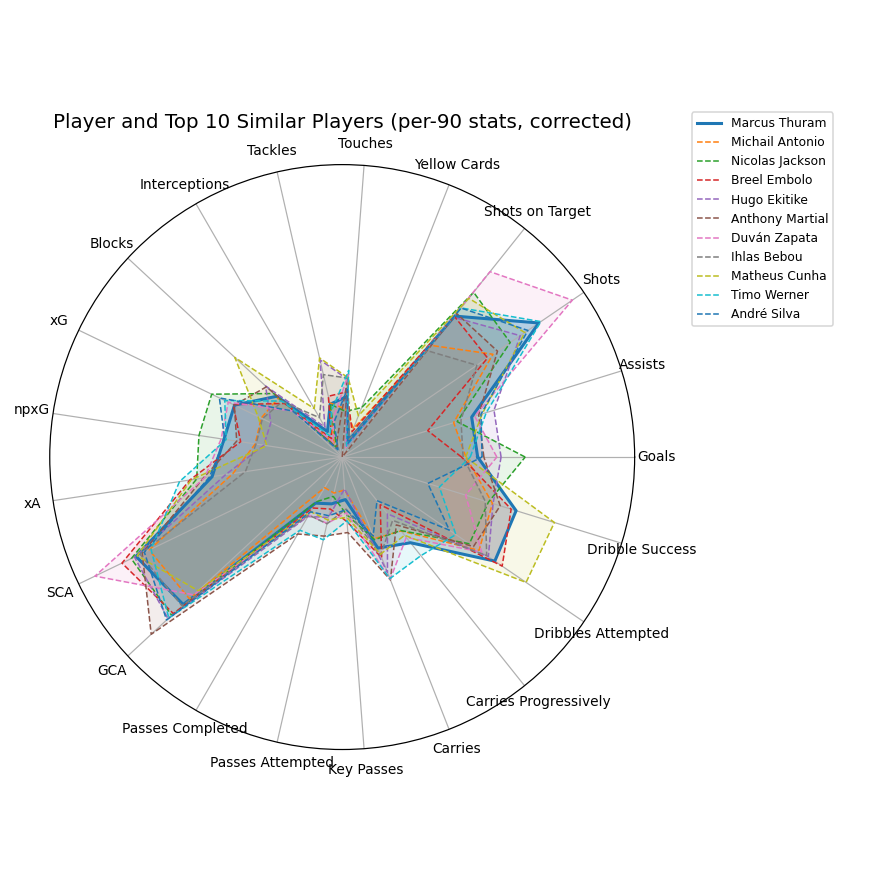 Player and Top 10 Similar Players (per-90 stats, corrected)
Marcus Thuram
Michail Antonio
Nicolas Jackson
Breel Embolo
Hugo Ekitike
Anthony Martial
Duván Zapata
Ihlas Bebou
Matheus Cunha
Timo Werner
André Silva
Touches
Tackles
Yellow Cards
Interceptions
Shots on Target
Blocks
Shots
xG
Assists
npxG
Goals
xA
Dribble Success
SCA
Dribbles Attempted
GCA
Carries Progressively
Passes Completed
Carries
Passes Attempted
Key Passes